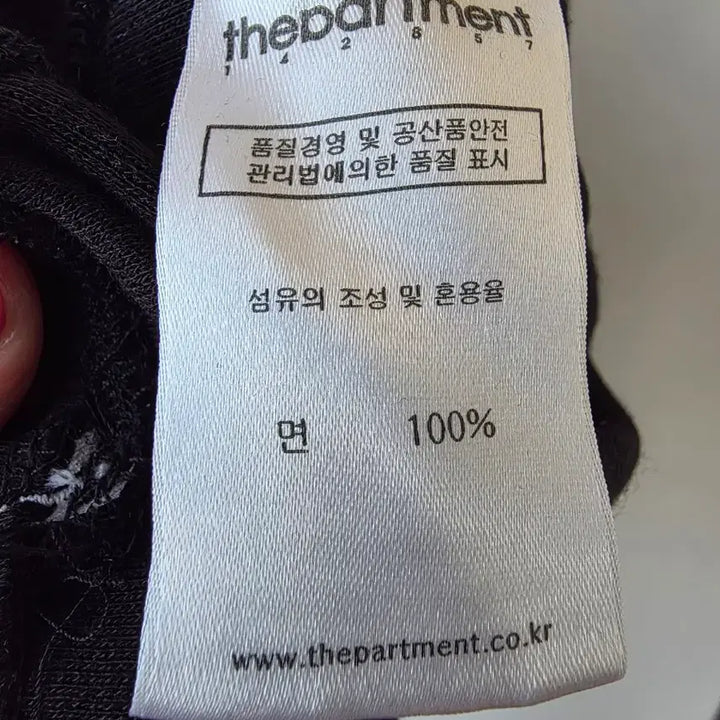 thepartment
1 4 2 8 5 7
품질경영 및 공산품안전
관리법에의한 품질 표시
섬유의 조성 및 혼용율
면 100%
www.thepartment.co.kr